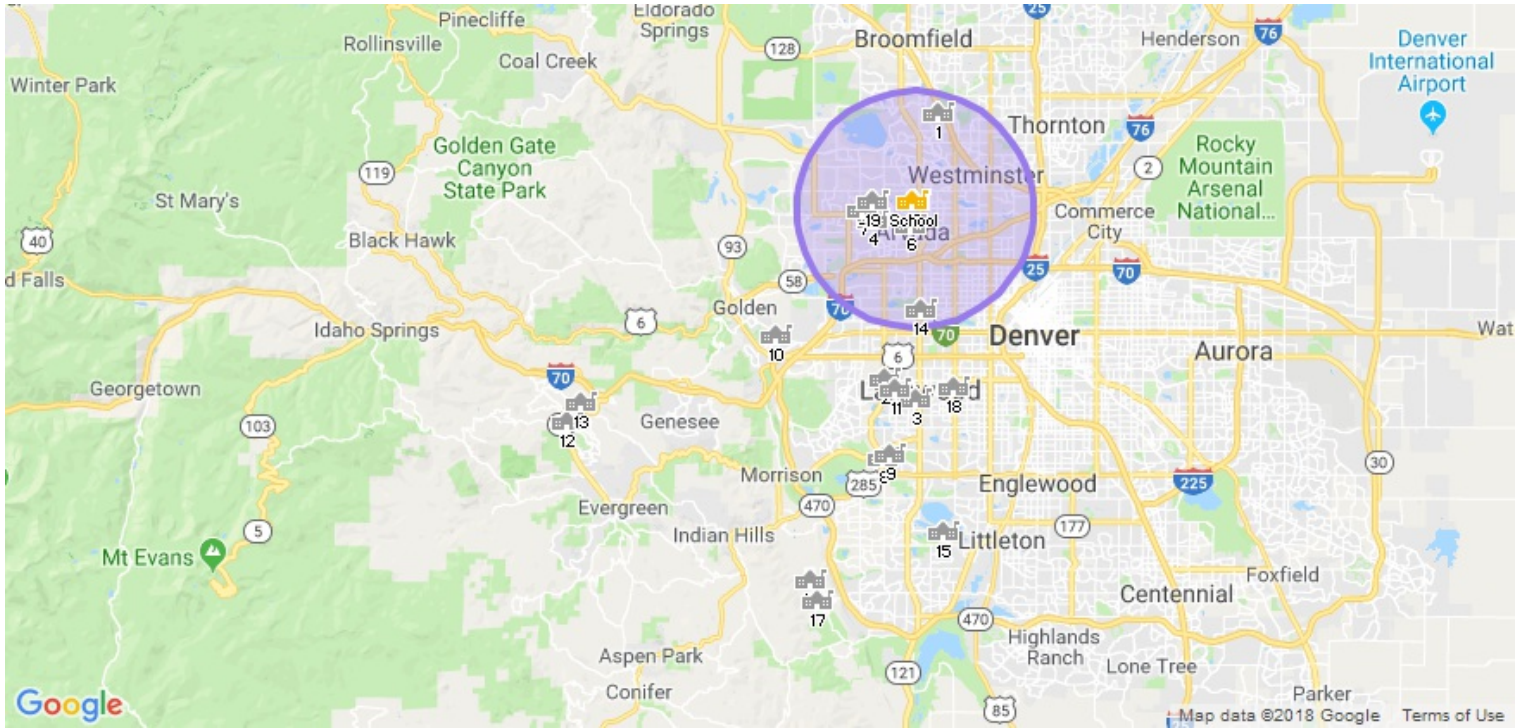 Pinecliffe
Eldorado
Springs
25
Rollinsville
128
Broomfield
Henderson
76
Denver
International
Airport
Coal Creek
Winter Park
1
Thornton
76
Golden Gate
Canyon
State Park
Rocky
Mountain
Arsenal
National...
119
2
Westminster
St Mary's
19
School
Commerce
City
4
Arvada
6
40
Black Hawk
93
d Falls
58
25
70
Golden
70
6
Idaho Springs
14
70
Denver
Wat
10
6
Aurora
Georgetown
70
11
3
18
103
13
12
Genesee
Morrison
9
285
Englewood
225
30
470
Evergreen
177
5
Indian Hills
15
Littleton
Mt Evans
Foxfield
Centennial
17
470
Highlands
Ranch
Aspen Park
Lone Tree
121
Conifer
Parker
85
Google
Map data ©2018 Google
Terms of Use